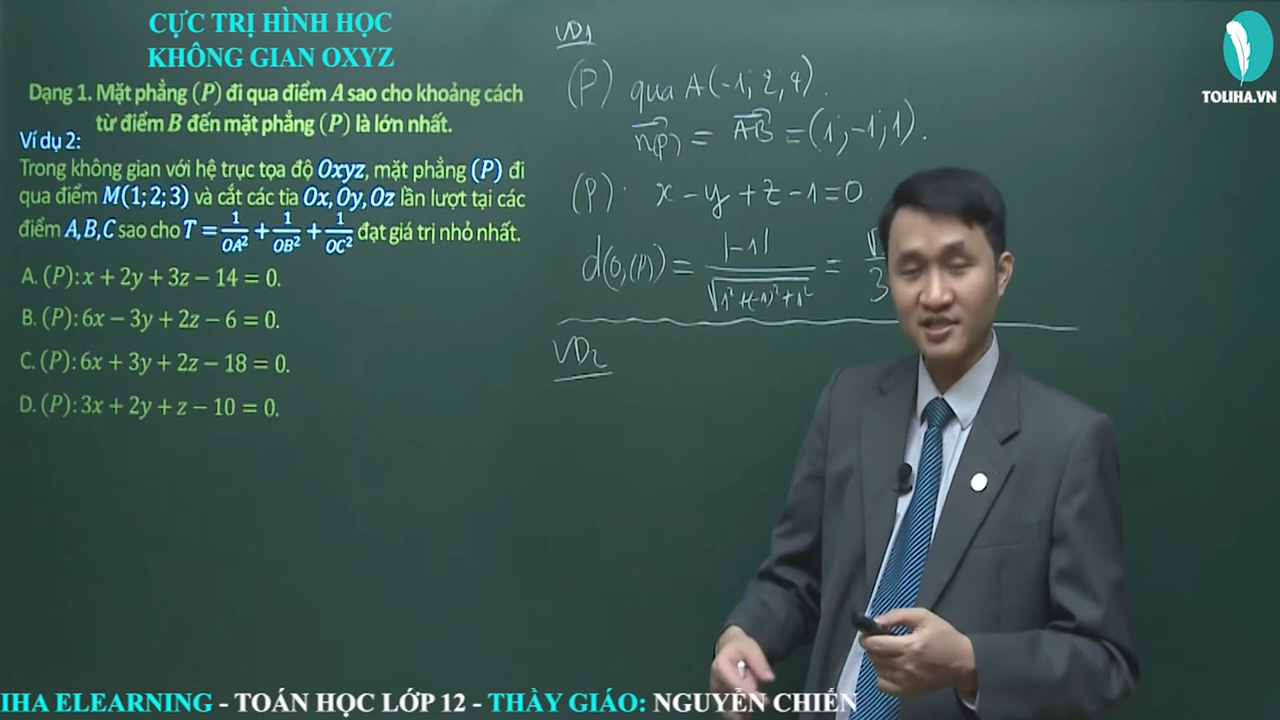 CỰC TRỊ HÌNH HỌC
KHÔNG GIAN OXYZ
Dạng 1. Mặt phẳng (P) đi qua điểm A sao cho khoảng cách
từ điểm B đến mặt phẳng (P) là lớn nhất.
Ví dụ 2:
Trong không gian với hệ trục tọa độ Oxyz, mặt phẳng (P) đi
qua điểm M(1; 2; 3) và cắt các tia Ox, Oy, Oz lần lượt tại các
điểm A, B, C sao cho T = 1/OA² + 1/OB² + 1/OC² đạt giá trị nhỏ nhất.
A. (P): x + 2y + 3z − 14 = 0.
B. (P): 6x − 3y + 2z − 6 = 0.
C. (P): 6x + 3y + 2z − 18 = 0.
D. (P): 3x + 2y + z − 10 = 0.
VD1
(P) qua A(-1; 2; 4).
n(P) = AB = (1; -1; 1).
(P): x − y + z − 1 = 0
d(O,(P)) = |-1| / √1² + (-1)² + 1² = √ / 3
VD2
TOLIHA.VN
IHA ELEARNING - TOÁN HỌC LỚP 12 - THẦY GIÁO: NGUYỄN CHIẾN